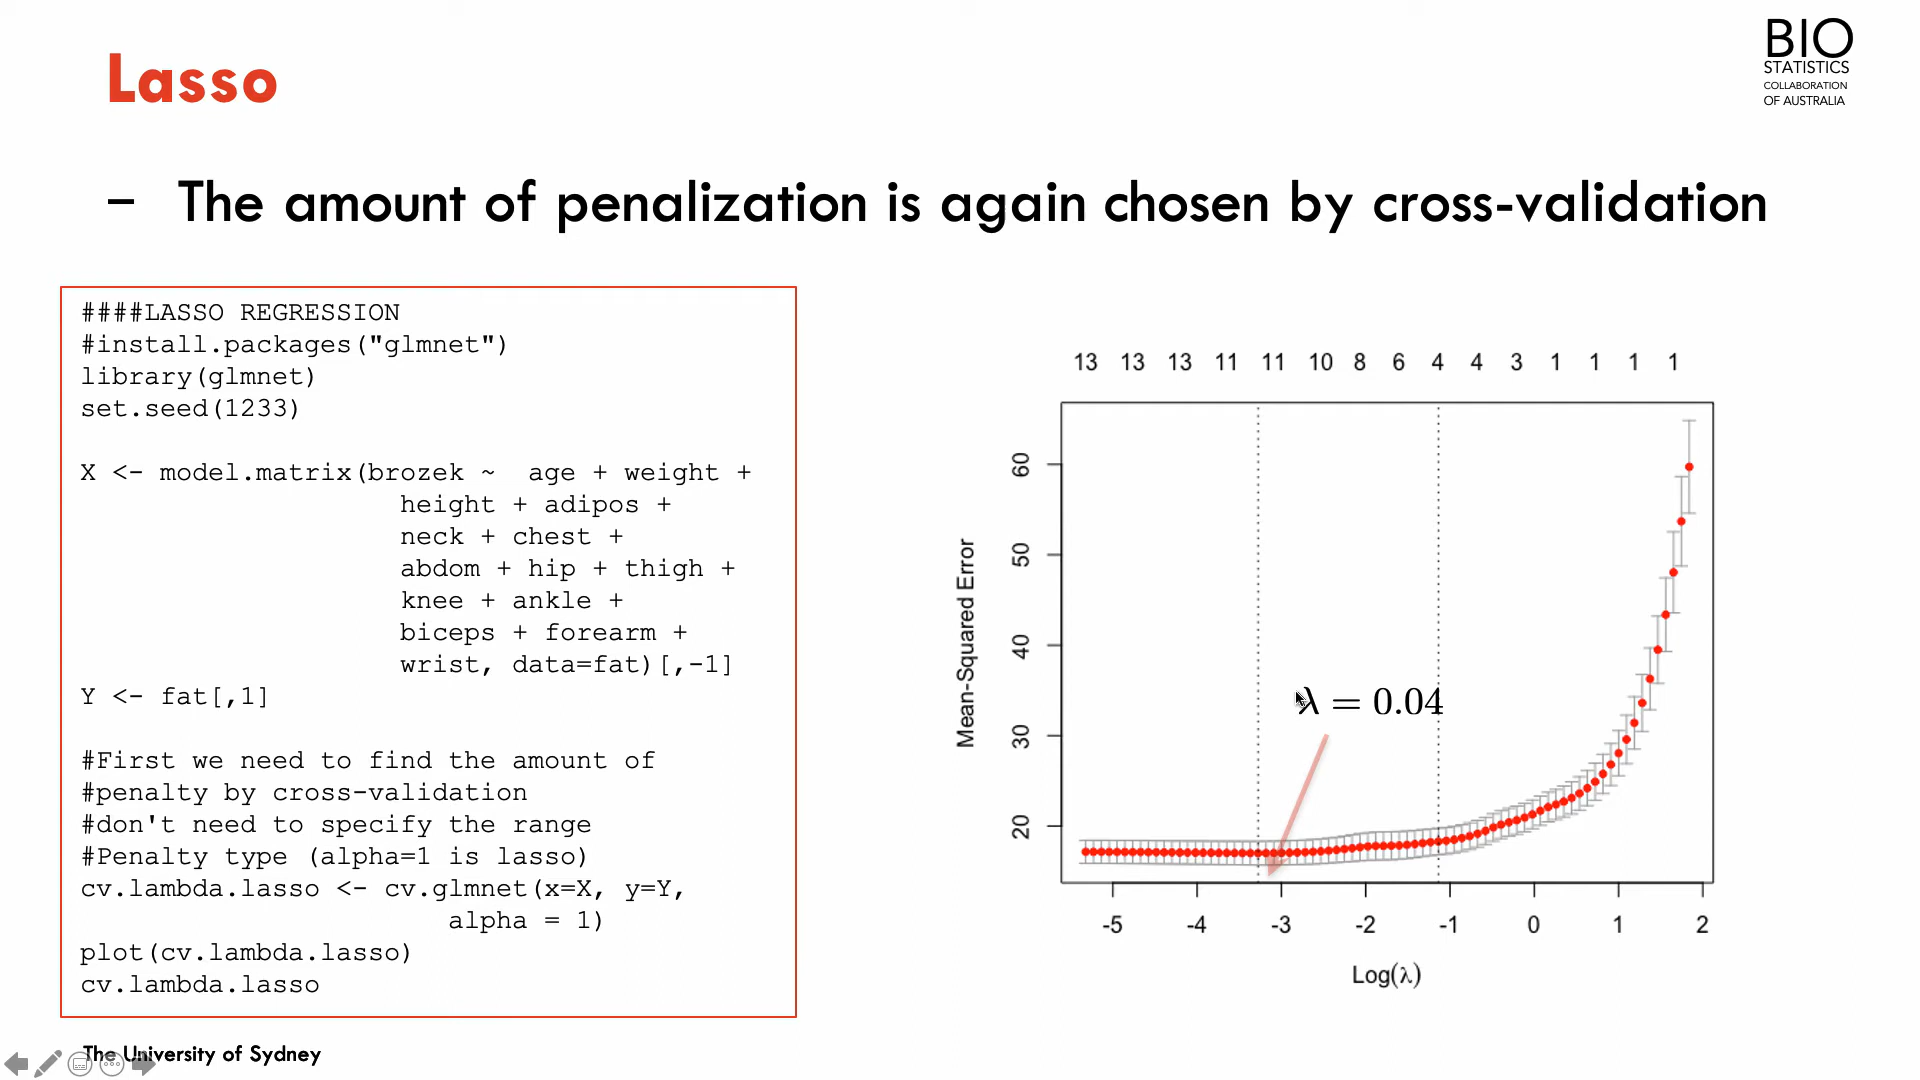 BIO
STATISTICS
COLLABORATION
OF AUSTRALIA
Lasso
– The amount of penalization is again chosen by cross-validation
####LASSO REGRESSION
#install.packages("glmnet")
library(glmnet)
set.seed(1233)
X <- model.matrix(brozek ~  age + weight +
height + adipos +
neck + chest +
abdom + hip + thigh +
knee + ankle +
biceps + forearm +
wrist, data=fat)[,-1]
Y <- fat[,1]
#First we need to find the amount of
#penalty by cross-validation
#don't need to specify the range
#Penalty type (alpha=1 is lasso)
cv.lambda.lasso <- cv.glmnet(x=X, y=Y,
alpha = 1)
plot(cv.lambda.lasso)
cv.lambda.lasso
13 13 13 11 11 10 8 6 4 4 3 1 1 1 1
60
50
40
30
20
Mean-Squared Error
λ = 0.04
-5 -4 -3 -2 -1 0 1 2
Log(λ)
The University of Sydney